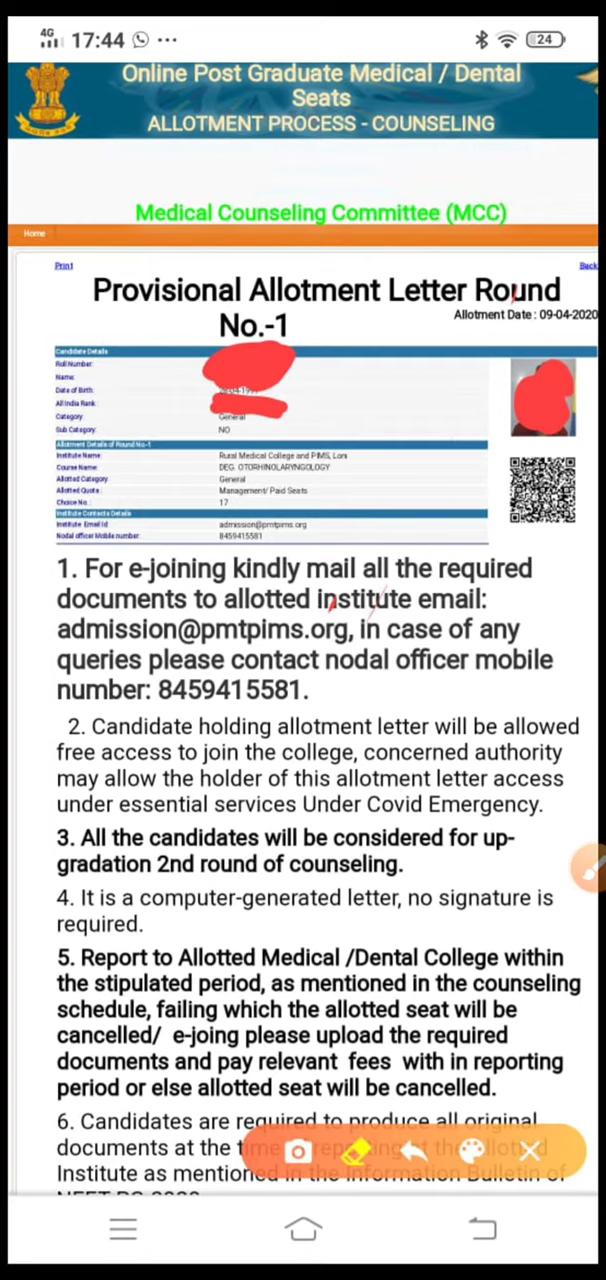 4G 17:44 ... 24
Online Post Graduate Medical / Dental
Seats
ALLOTMENT PROCESS - COUNSELING
Medical Counseling Committee (MCC)
Home
Print Back
Provisional Allotment Letter Round
No.-1
Allotment Date : 09-04-2020
Candidate Details
Roll Number:
Name:
Date of Birth:
All India Rank:
Category: General
Sub Category: NO
Allotment Details of Round No-1
Institute Name: Rural Medical College and PIMS, Loni
Course Name: DEG. OTORHINOLARYNGOLOGY
Allotted Category General
Allotted Quota: Management/ Paid Seats
Choice No.: 17
Institute Contacts Details
Institute Email Id admission@pmtpims.org
Nodal officer Mobile number: 8459415581
1. For e-joining kindly mail all the required
documents to allotted institute email:
admission@pmtpims.org, in case of any
queries please contact nodal officer mobile
number: 8459415581.
2. Candidate holding allotment letter will be allowed
free access to join the college, concerned authority
may allow the holder of this allotment letter access
under essential services Under Covid Emergency.
3. All the candidates will be considered for up-
gradation 2nd round of counseling.
4. It is a computer-generated letter, no signature is
required.
5. Report to Allotted Medical /Dental College within
the stipulated period, as mentioned in the counseling
schedule, failing which the allotted seat will be
cancelled/ e-joing please upload the required
documents and pay relevant fees with in reporting
period or else allotted seat will be cancelled.
6. Candidates are required to produce all original
documents at the time reporting at the allotted
Institute as mentioned in the Information Bulletin of